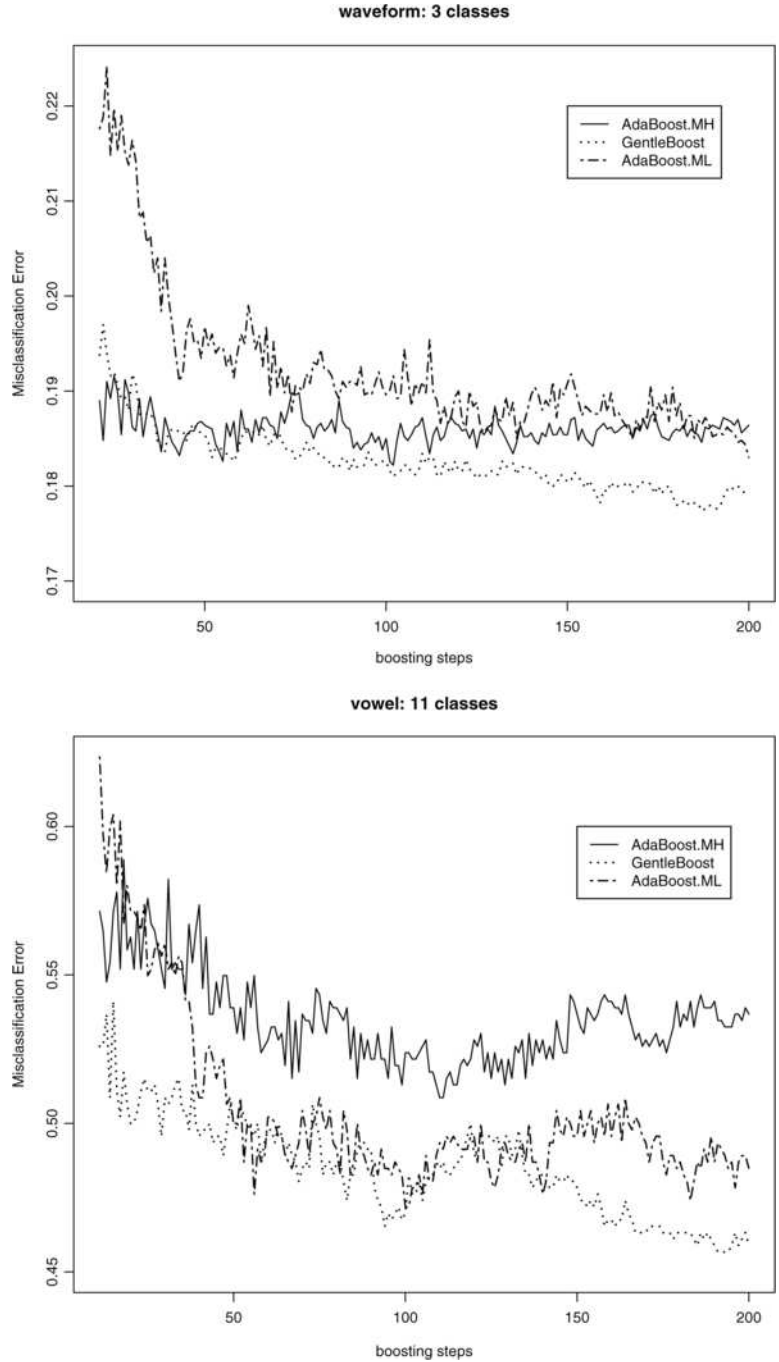 waveform: 3 classes
Misclassification Error
0.22
0.21
0.20
0.19
0.18
0.17
AdaBoost.MH
GentleBoost
AdaBoost.ML
50
100
150
200
boosting steps
vowel: 11 classes
Misclassification Error
0.60
0.55
0.50
0.45
AdaBoost.MH
GentleBoost
AdaBoost.ML
50
100
150
200
boosting steps